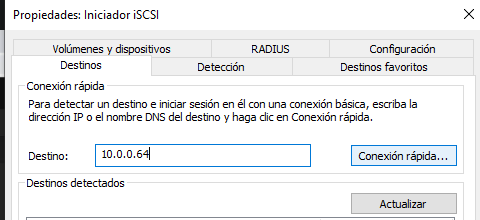 Propiedades: Iniciador iSCSI
Volúmenes y dispositivos
RADIUS
Configuración
Destinos
Detección
Destinos favoritos
Conexión rápida
Para detectar un destino e iniciar sesión en él con una conexión básica, escriba la
dirección IP o el nombre DNS del destino y haga clic en Conexión rápida.
Destino:
10.0.0.64
Conexión rápida...
Destinos detectados
Actualizar